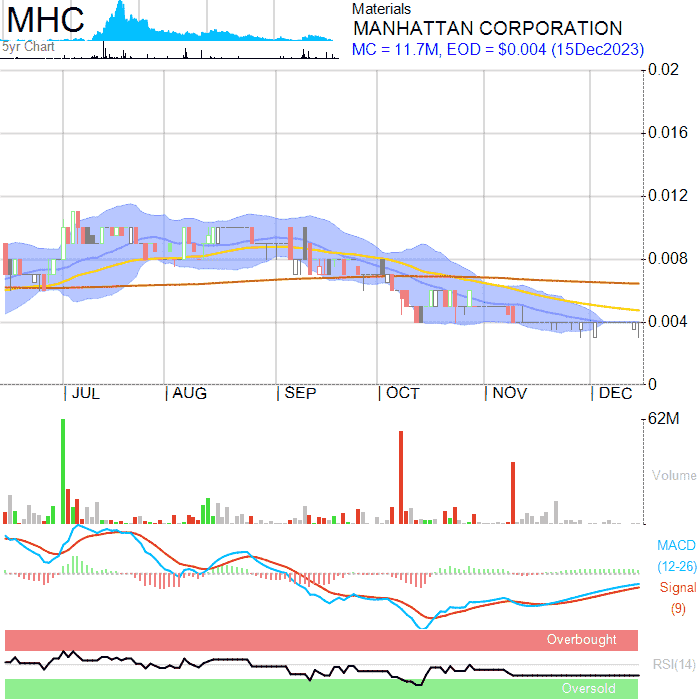 MHC
5yr Chart
Materials
MANHATTAN CORPORATION
MC = 11.7M, EOD = $0.004 (15Dec2023)
0.02
0.016
0.012
0.008
0.004
0
JUL AUG SEP OCT NOV DEC
62M
Volume
MACD
(12-26)
Signal
(9)
Overbought
RSI(14)
Oversold